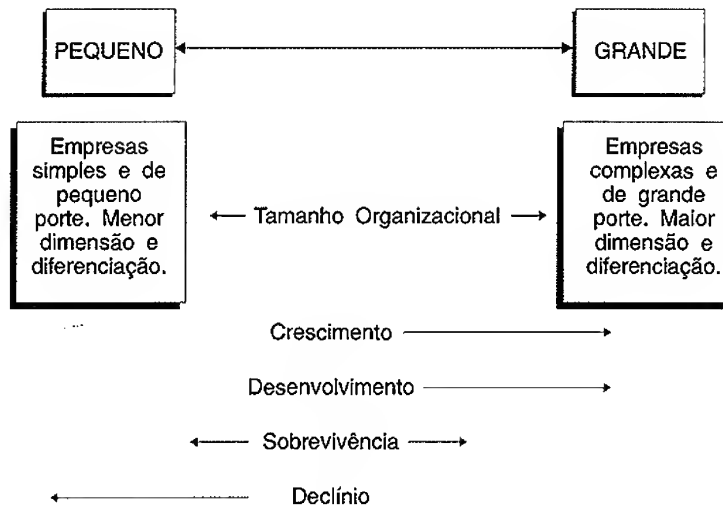 PEQUENO
GRANDE
Empresas
simples e de
pequeno
porte. Menor
dimensão e
diferenciação.
Tamanho Organizacional
Empresas
complexas e
de grande
porte. Maior
dimensão e
diferenciação.
Crescimento
Desenvolvimento
Sobrevivência
Declínio